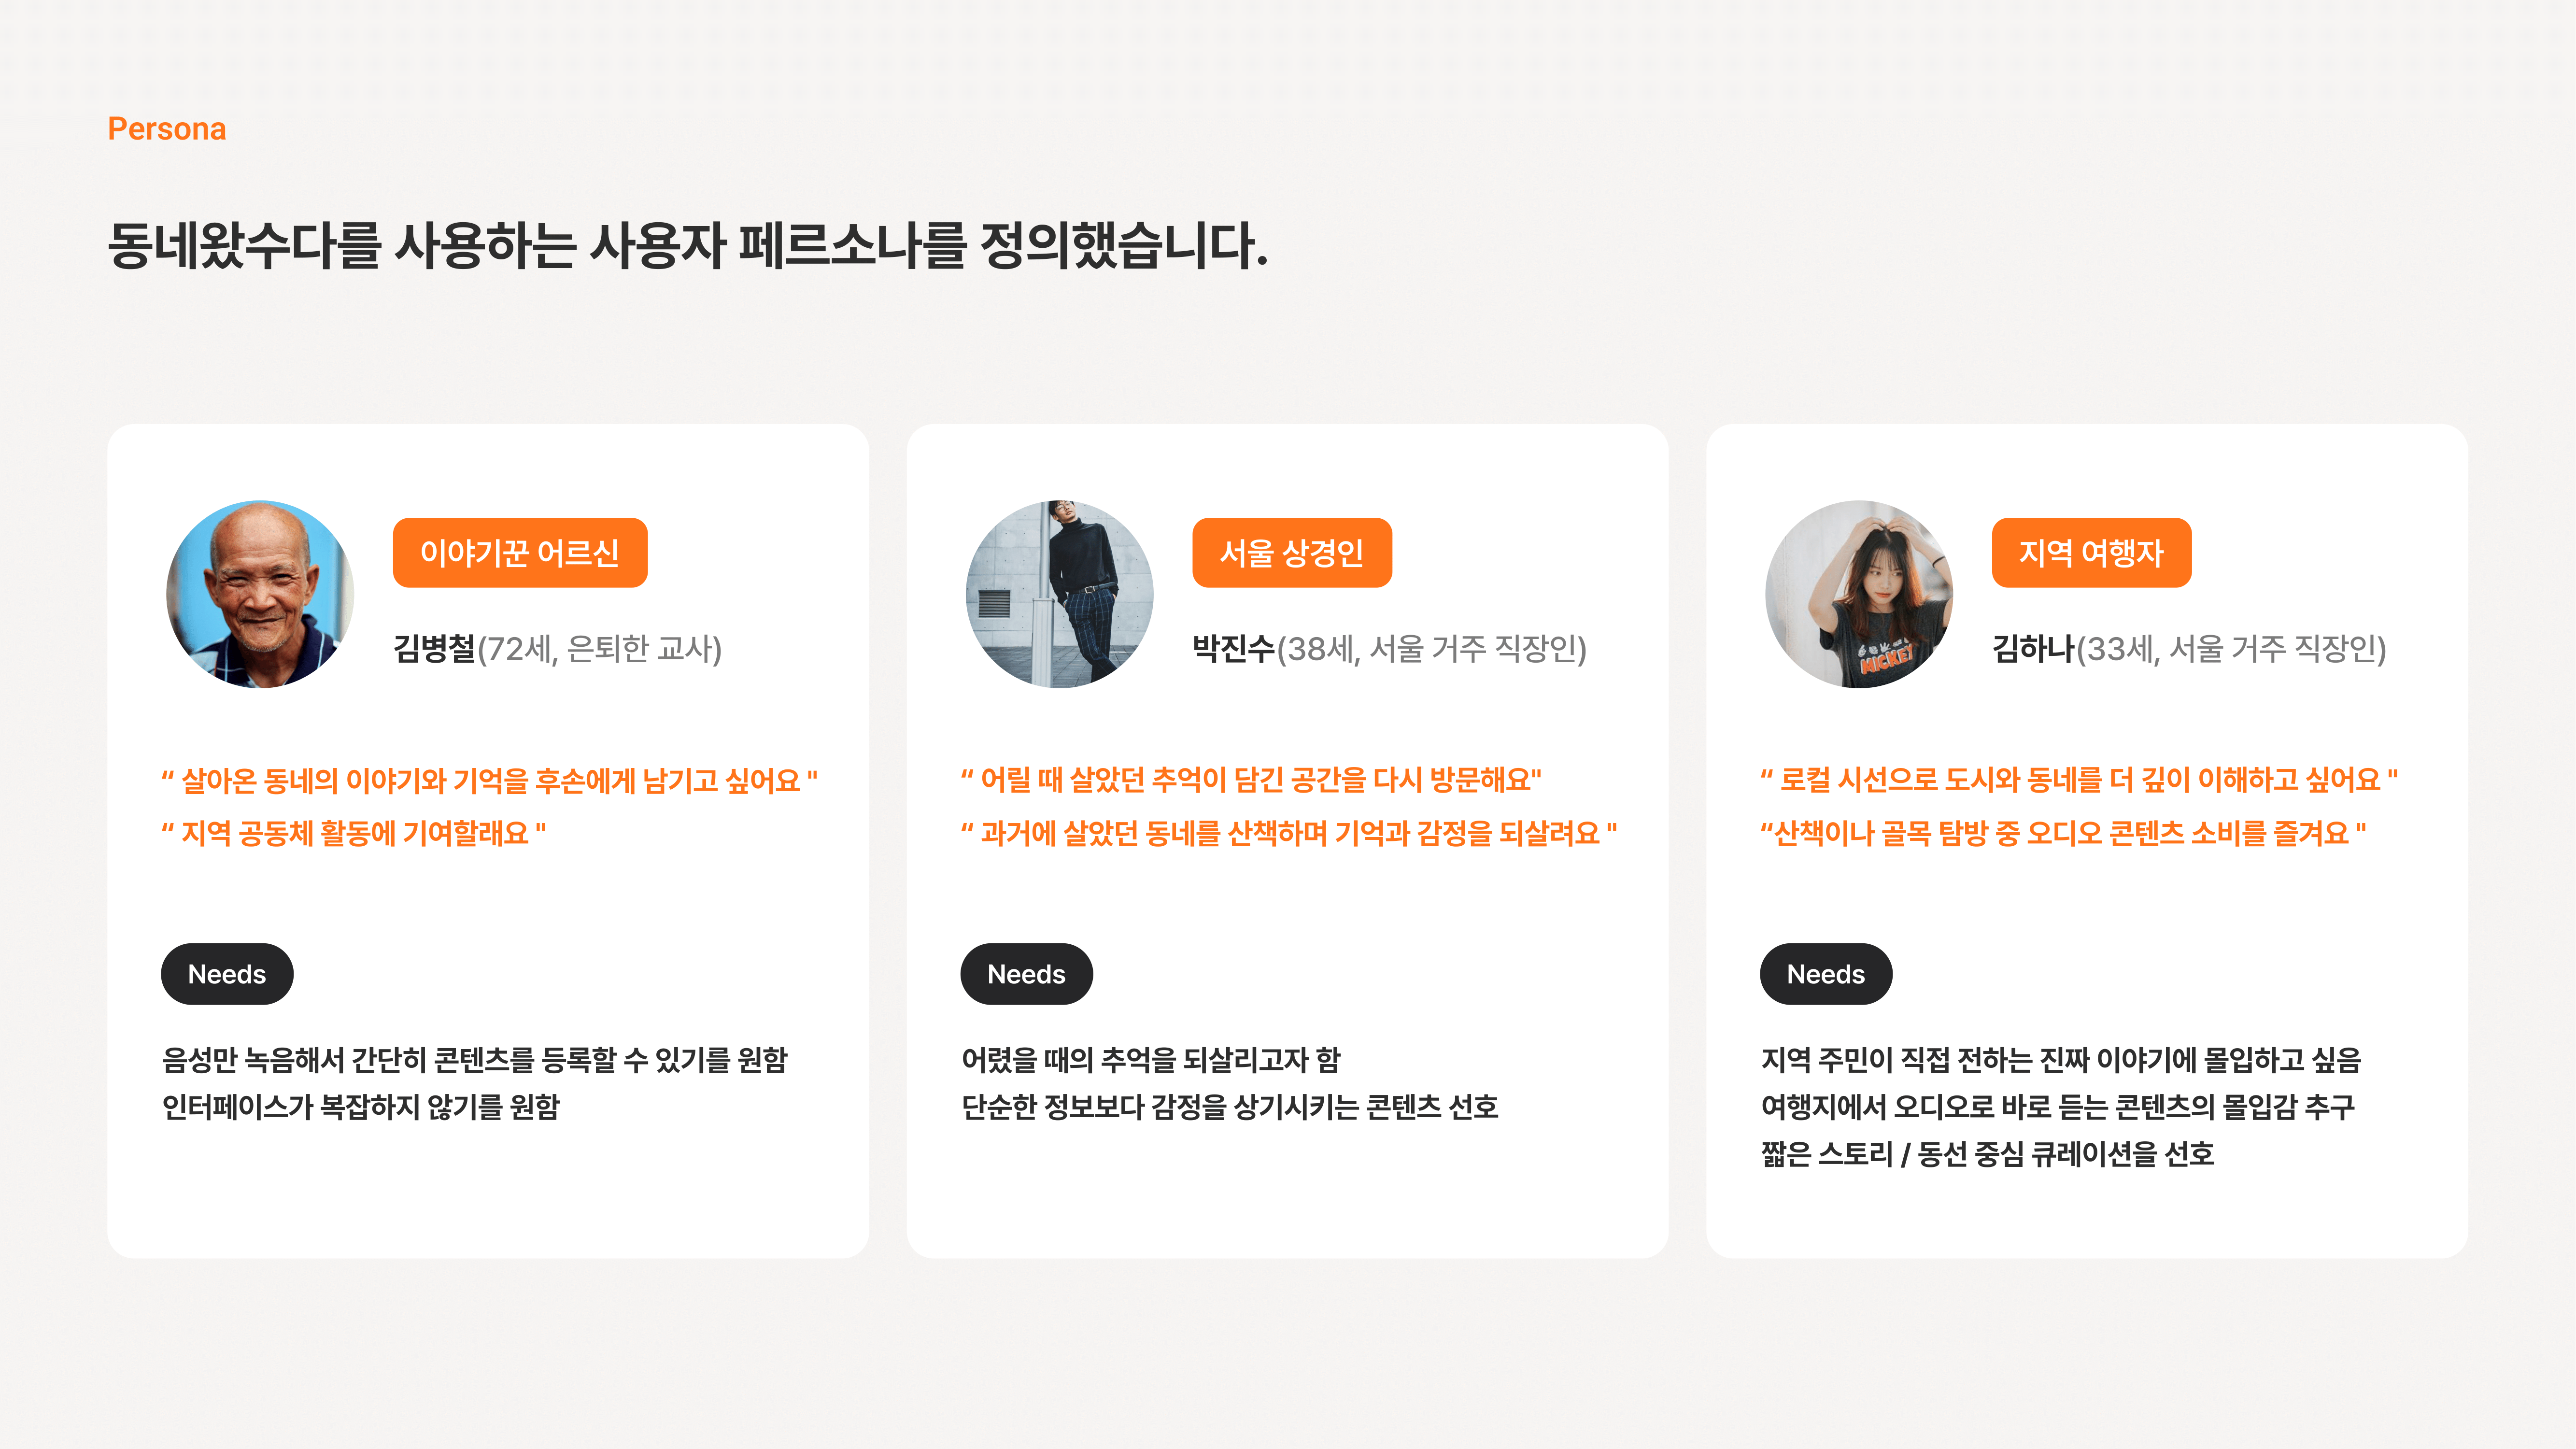 Persona
동네왔수다를 사용하는 사용자 페르소나를 정의했습니다.
이야기꾼 어르신
김병철(72세, 은퇴한 교사)
“ 살아온 동네의 이야기와 기억을 후손에게 남기고 싶어요 "
“ 지역 공동체 활동에 기여할래요 "
Needs
음성만 녹음해서 간단히 콘텐츠를 등록할 수 있기를 원함
인터페이스가 복잡하지 않기를 원함
서울 상경인
박진수(38세, 서울 거주 직장인)
“ 어릴 때 살았던 추억이 담긴 공간을 다시 방문해요"
“ 과거에 살았던 동네를 산책하며 기억과 감정을 되살려요 "
Needs
어렸을 때의 추억을 되살리고자 함
단순한 정보보다 감정을 상기시키는 콘텐츠 선호
지역 여행자
MICKEY
김하나(33세, 서울 거주 직장인)
“ 로컬 시선으로 도시와 동네를 더 깊이 이해하고 싶어요 "
“산책이나 골목 탐방 중 오디오 콘텐츠 소비를 즐겨요 "
Needs
지역 주민이 직접 전하는 진짜 이야기에 몰입하고 싶음
여행지에서 오디오로 바로 듣는 콘텐츠의 몰입감 추구
짧은 스토리 / 동선 중심 큐레이션을 선호